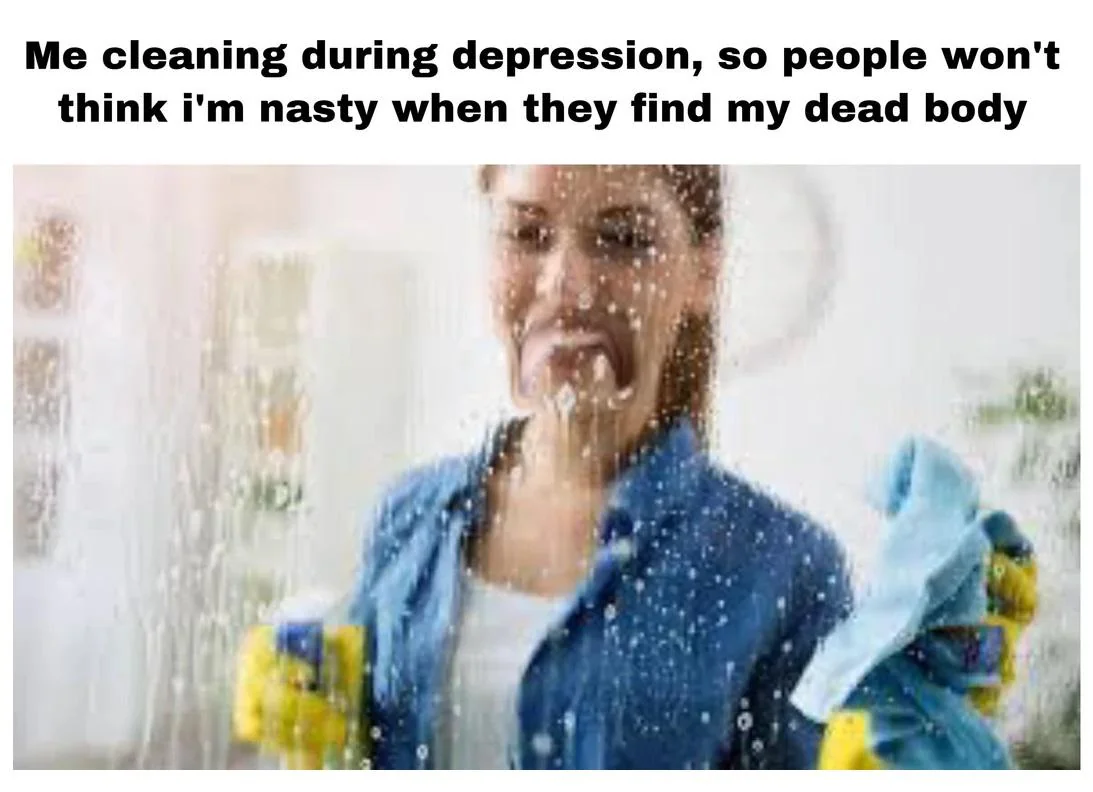 Me cleaning during depression, so people won't
think i'm nasty when they find my dead body